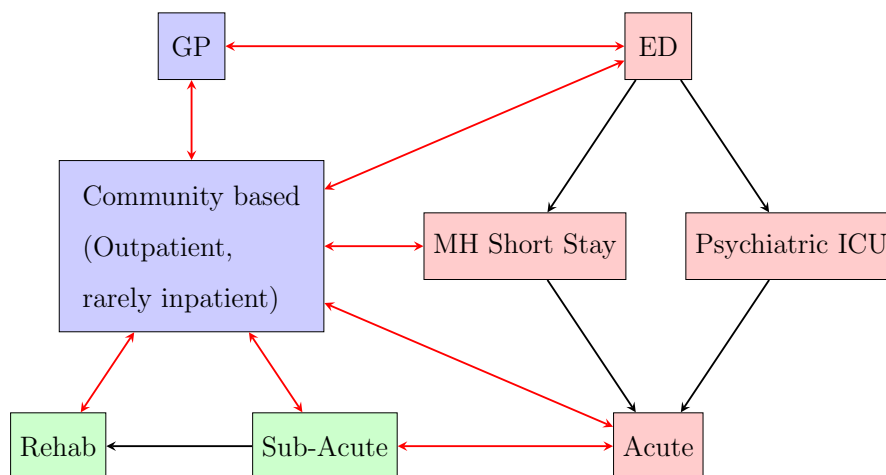 GP
ED
Community based
(Outpatient,
rarely inpatient)
MH Short Stay
Psychiatric ICU
Rehab
Sub-Acute
Acute